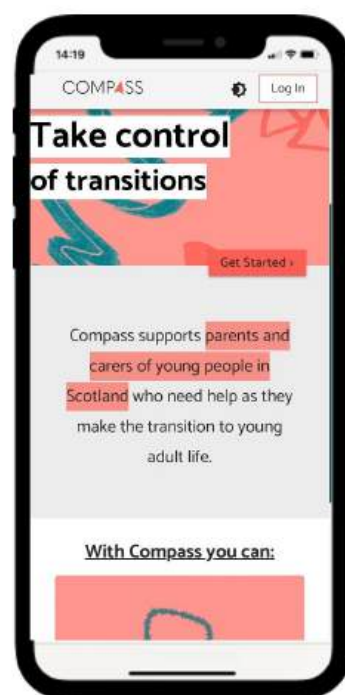 14:19
COMPASS
Log In
Take control
of transitions
Get Started ›
Compass supports parents and
carers of young people in
Scotland who need help as they
make the transition to young
adult life.
With Compass you can: